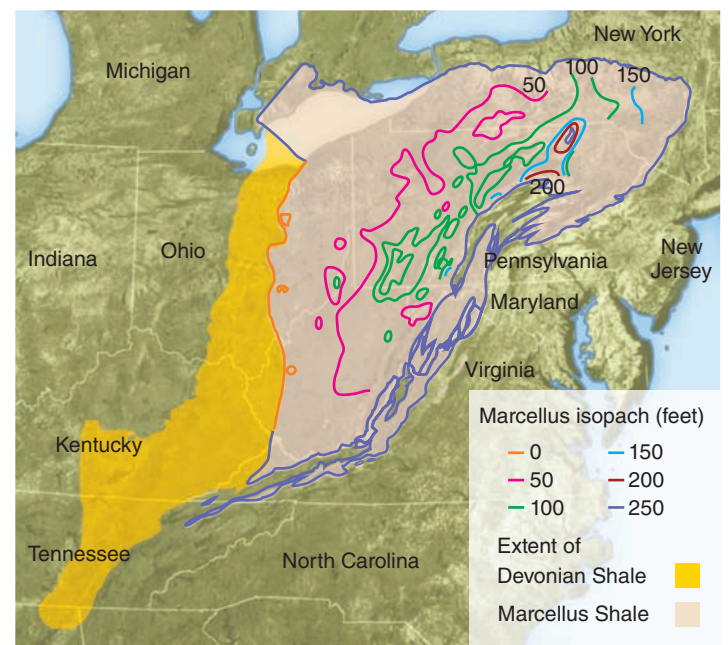 New York
Michigan
50
100
150
200
Indiana
Ohio
Pennsylvania
New
Jersey
Maryland
Virginia
Kentucky
Tennessee
North Carolina
Marcellus isopach (feet)
0
150
50
200
100
250
Extent of
Devonian Shale
Marcellus Shale